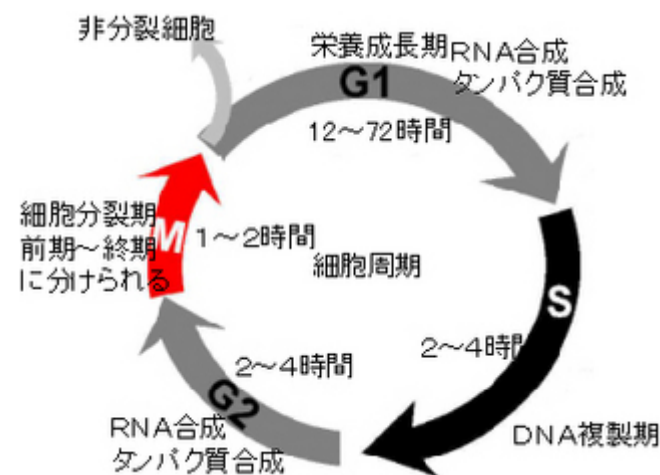 非分裂細胞
栄養成長期
RNA合成
タンパク質合成
G1
12～72時間
細胞分裂期
前期～終期
に分けられる
M
1～2時間
細胞周期
S
2～4時間
2～4時間
G2
DNA複製期
RNA合成
タンパク質合成